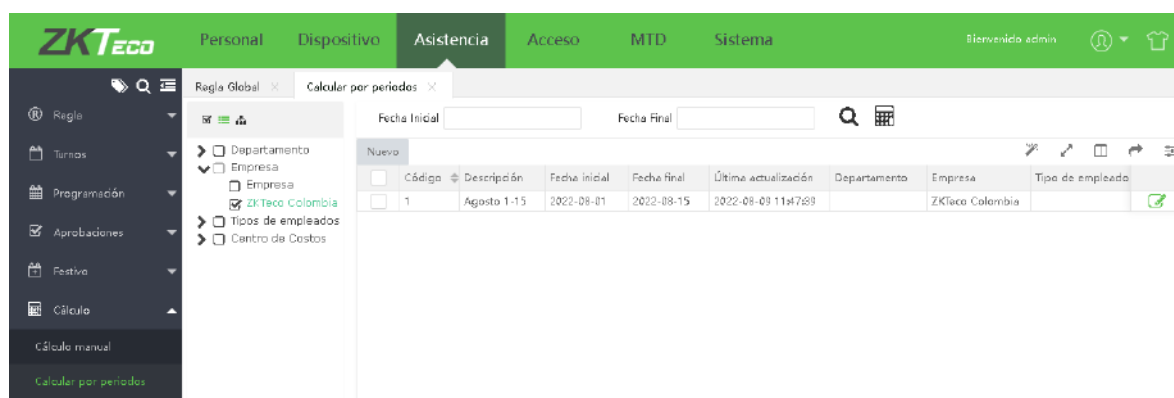 ZKTeco Personal Dispositivo Asistencia Acceso MTD Sistema Bienvenido admin
Regla Global Calcular por periodos
Regla
Turnos
Programación
Aprobaciones
Festivo
Cálculo
Cálculo manual
Calcular por periodos
Departamento
Empresa
Empresa
ZKTeco Colombia
Tipos de empleados
Centro de Costos
Fecha Inicial Fecha Final
Nuevo
Código Descripción Fecha inicial Fecha final Última actualización Departamento Empresa Tipo de empleado
1 Agosto 1-15 2022-08-01 2022-08-15 2022-08-09 11:47:39 ZKTeco Colombia